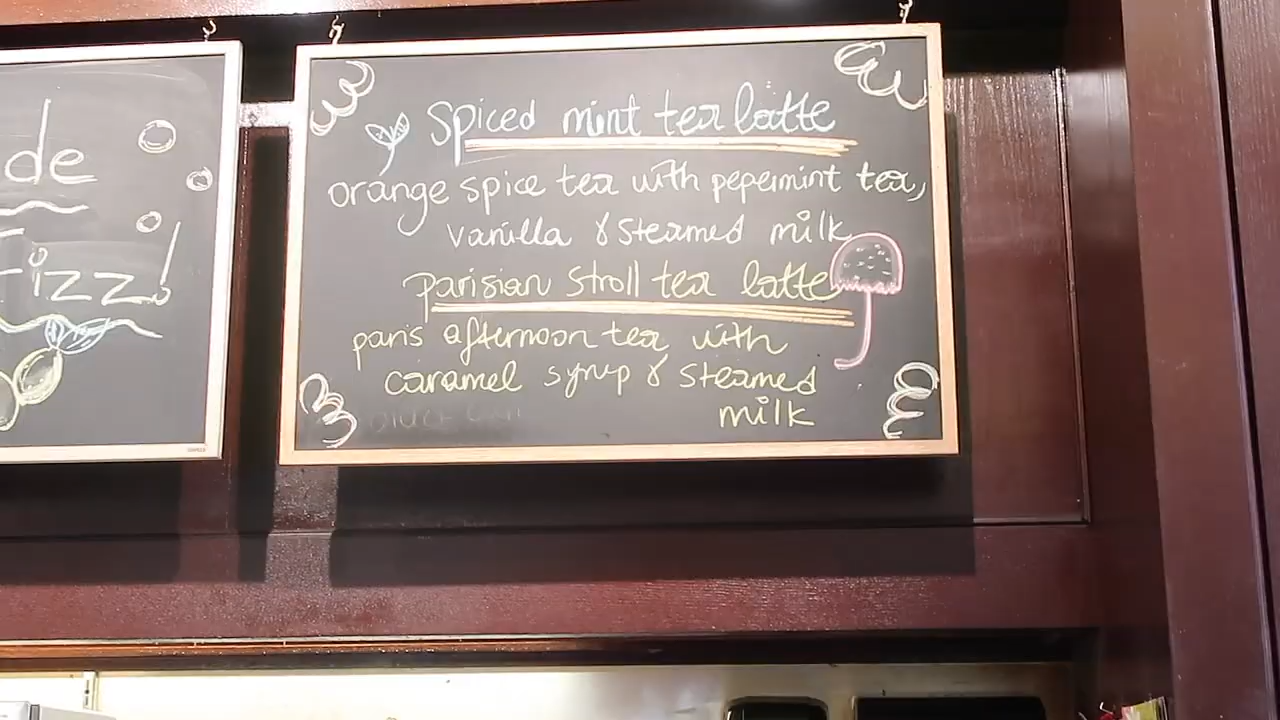 de
Fizz!
Spiced mint tea latte
orange spice tea with pepermint tea,
vanilla & steamed milk
parisian stroll tea latte
paris afternoon tea with
caramel syrup & steamed
milk